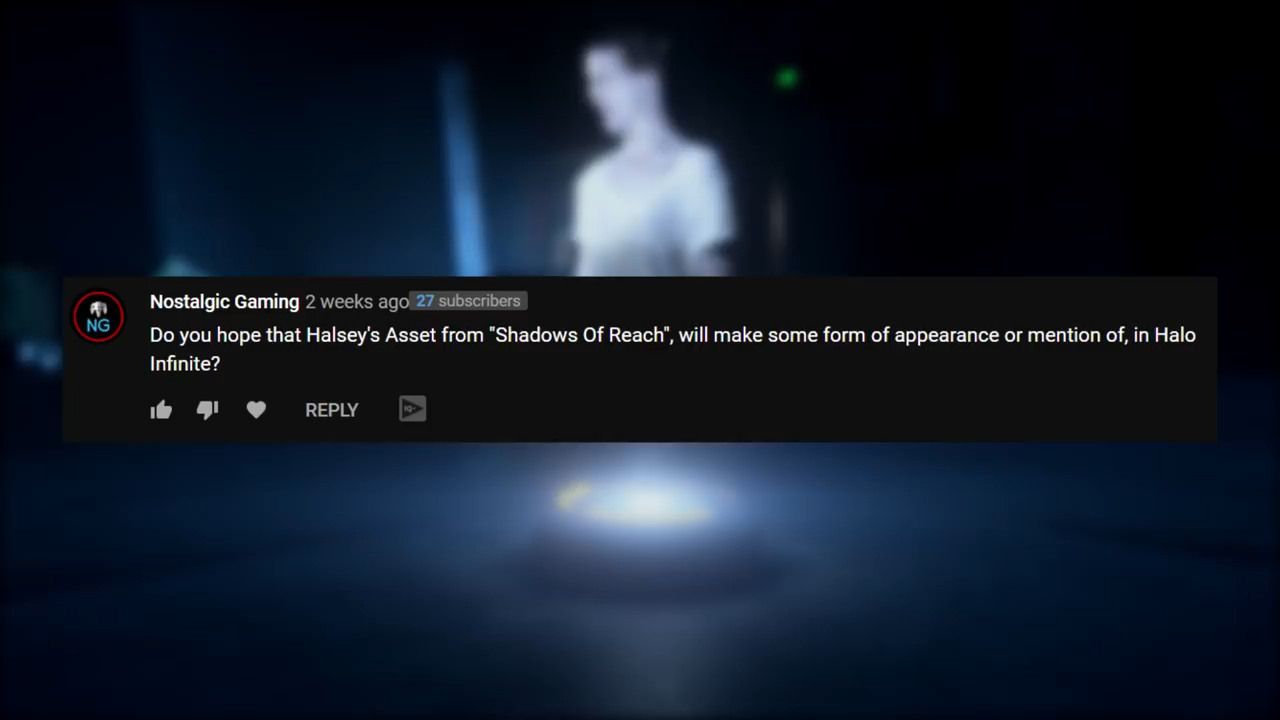 Nostalgic Gaming 2 weeks ago 27 subscribers
Do you hope that Halsey's Asset from "Shadows Of Reach", will make some form of appearance or mention of, in Halo
Infinite?
NG
REPLY